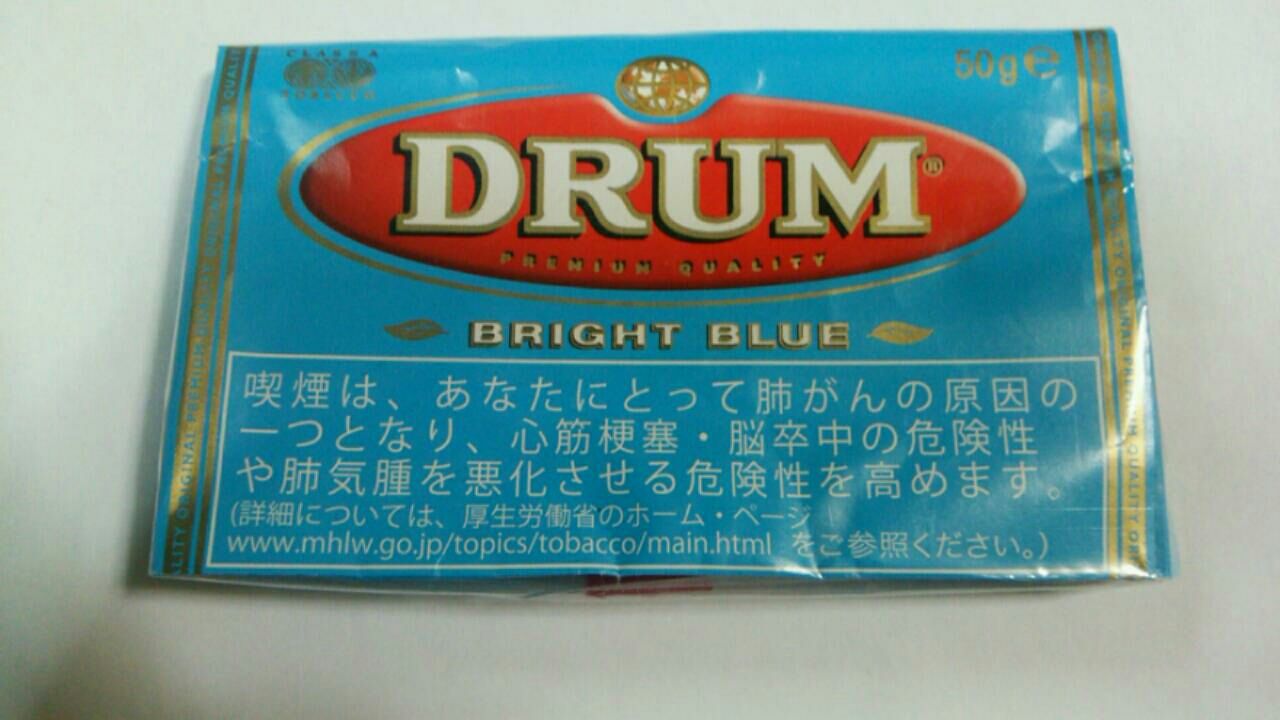 CLASS A
TOBACCO
50g e
DRUM®
PREMIUM QUALITY
BRIGHT BLUE
喫煙は、あなたにとって肺がんの原因の
一つとなり、心筋梗塞・脳卒中の危険性
や肺気腫を悪化させる危険性を高めます。
(詳細については、厚生労働省のホーム・ページ
www.mhlw.go.jp/topics/tobacco/main.html をご参照ください。)